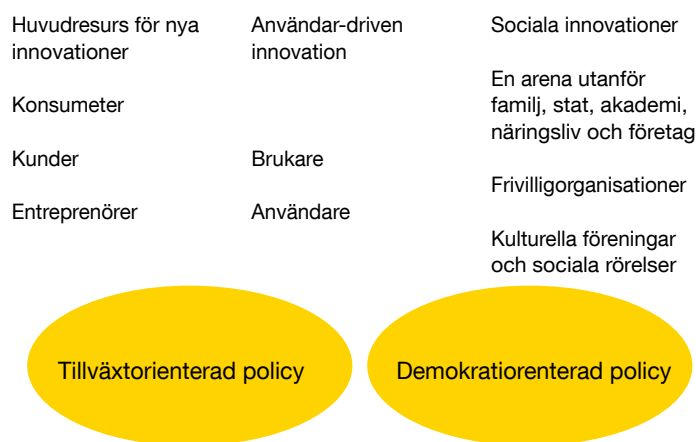 Huvudresurs för nya
innovationer
Konsumeter
Kunder
Entreprenörer
Användar-driven
innovation
Brukare
Användare
Sociala innovationer
En arena utanför
familj, stat, akademi,
näringsliv och företag
Frivilligorganisationer
Kulturella föreningar
och sociala rörelser
Tillväxtorienterad policy
Demokratiorenterad policy